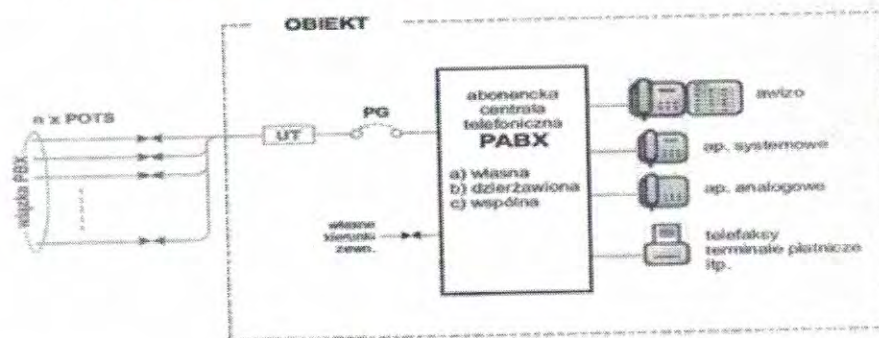 OBIEKT
n x POTS
wiązka PBX
UT
PG
abonencka
centrala
telefoniczna
PABX
a) własna
b) dzierżawiona
c) wspólna
własne
kierunki
zewn.
awizo
ap. systemowe
ap. analogowe
telefaksy
terminale płatnicze
itp.